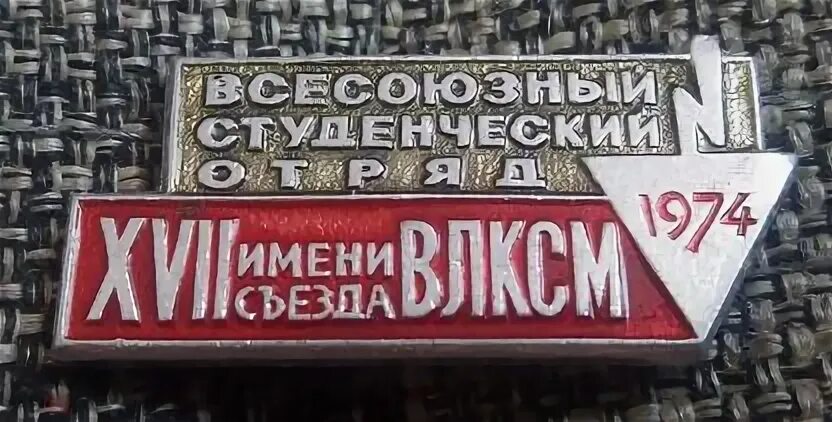 ВСЕСОЮЗНЫЙ
СТУДЕНЧЕСКИЙ
ОТРЯД
1974
XVII ИМЕНИ СЪЕЗДА ВЛКСМ